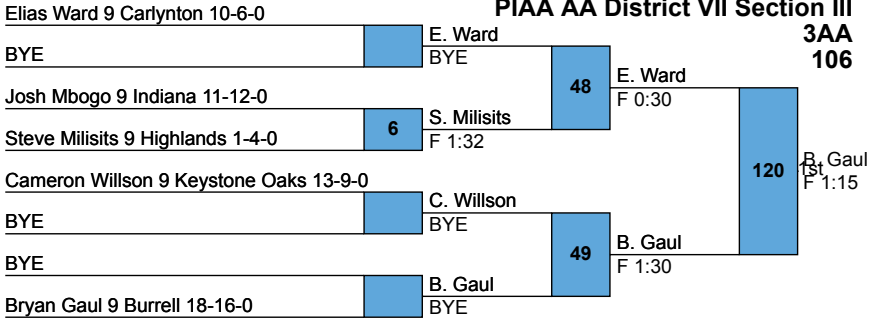 PIAA AA District VII Section III
3AA
106
Elias Ward 9 Carlynton 10-6-0
BYE
E. Ward
BYE
Josh Mbogo 9 Indiana 11-12-0
Steve Milisits 9 Highlands 1-4-0
6
S. Milisits
F 1:32
48
E. Ward
F 0:30
Cameron Willson 9 Keystone Oaks 13-9-0
BYE
C. Willson
BYE
BYE
Bryan Gaul 9 Burrell 18-16-0
B. Gaul
BYE
49
B. Gaul
F 1:30
120
B. Gaul
1st
F 1:15